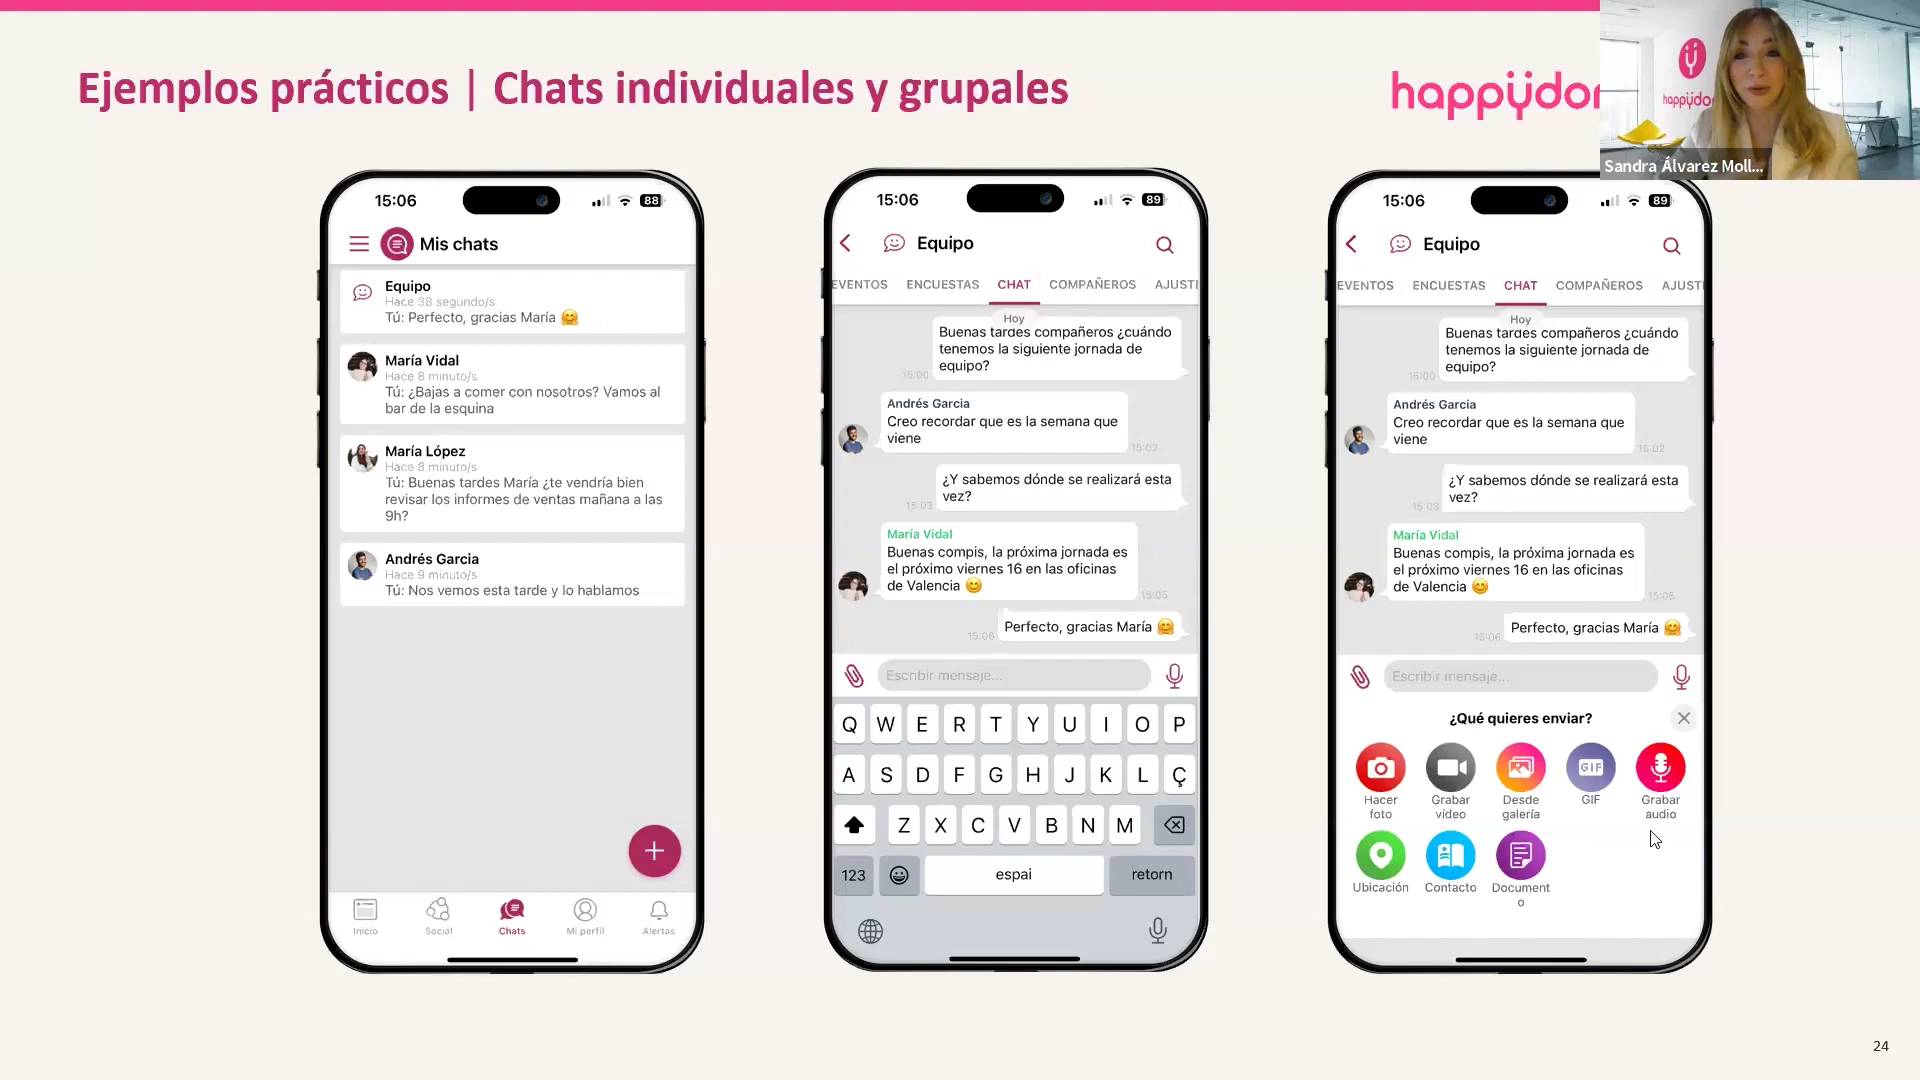 Ejemplos prácticos | Chats individuales y grupales
happÿdo
happÿdo
Sandra Álvarez Moll...
15:06
88
Mis chats
Equipo
Hace 38 segundo/s
Tú: Perfecto, gracias María 🤗
María Vidal
Hace 8 minuto/s
Tú: ¿Bajas a comer con nosotros? Vamos al
bar de la esquina
María López
Hace 8 minuto/s
Tú: Buenas tardes María ¿te vendría bien
revisar los informes de ventas mañana a las
9h?
Andrés Garcia
Hace 9 minuto/s
Tú: Nos vemos esta tarde y lo hablamos
Inicio
Social
Chats
Mi perfil
Alertas
15:06
89
Equipo
EVENTOS ENCUESTAS CHAT COMPAÑEROS AJUSTE
Hoy
Buenas tardes compañeros ¿cuándo
tenemos la siguiente jornada de
equipo?
15:00
Andrés Garcia
Creo recordar que es la semana que
viene
15:02
¿Y sabemos dónde se realizará esta
vez?
15:03
María Vidal
Buenas compis, la próxima jornada es
el próximo viernes 16 en las oficinas
de Valencia 😊
15:05
Perfecto, gracias María 🤗
15:06
Escribir mensaje...
Q W E R T Y U I O P
A S D F G H J K L Ç
Z X C V B N M
123
espai
retorn
15:06
89
Equipo
EVENTOS ENCUESTAS CHAT COMPAÑEROS AJUSTE
Hoy
Buenas tardes compañeros ¿cuándo
tenemos la siguiente jornada de
equipo?
15:00
Andrés Garcia
Creo recordar que es la semana que
viene
15:02
¿Y sabemos dónde se realizará esta
vez?
15:03
María Vidal
Buenas compis, la próxima jornada es
el próximo viernes 16 en las oficinas
de Valencia 😊
15:05
Perfecto, gracias María 🤗
15:06
Escribir mensaje...
¿Qué quieres enviar?
GIF
Hacer
foto
Grabar
vídeo
Desde
galería
GIF
Grabar
audio
Ubicación
Contacto
Document
o
24